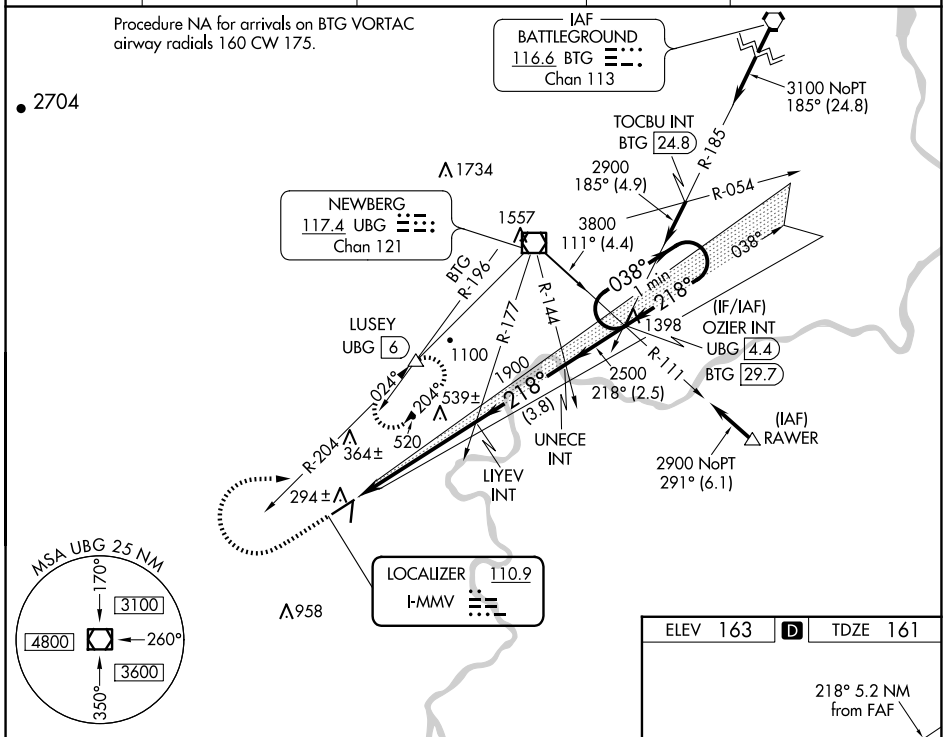 Procedure NA for arrivals on BTG VORTAC
airway radials 160 CW 175.
IAF
BATTLEGROUND
116.6 BTG
Chan 113
3100 NoPT
185° (24.8)
2704
TOCBU INT
BTG 24.8
R-185
1734
2900
185° (4.9)
R-054
NEWBERG
117.4 UBG
Chan 121
1557
3800
111° (4.4)
038°
038°
1 min
218°
BTG
R-196
R-177
R-144
(IF/IAF)
OZIER INT
UBG 4.4
BTG 29.7
1398
LUSEY
UBG 6
1100
1900
R-111
2500
218° (2.5)
024°
204°
539±
218°
(3.8)
520
UNECE
INT
(IAF)
RAWER
R-204
364±
LIYEV
INT
2900 NoPT
291° (6.1)
294±
MSA UBG 25 NM
170°
3100
4800
260°
3600
350°
LOCALIZER 110.9
I-MMV
958
ELEV 163 D TDZE 161
218° 5.2 NM
from FAF